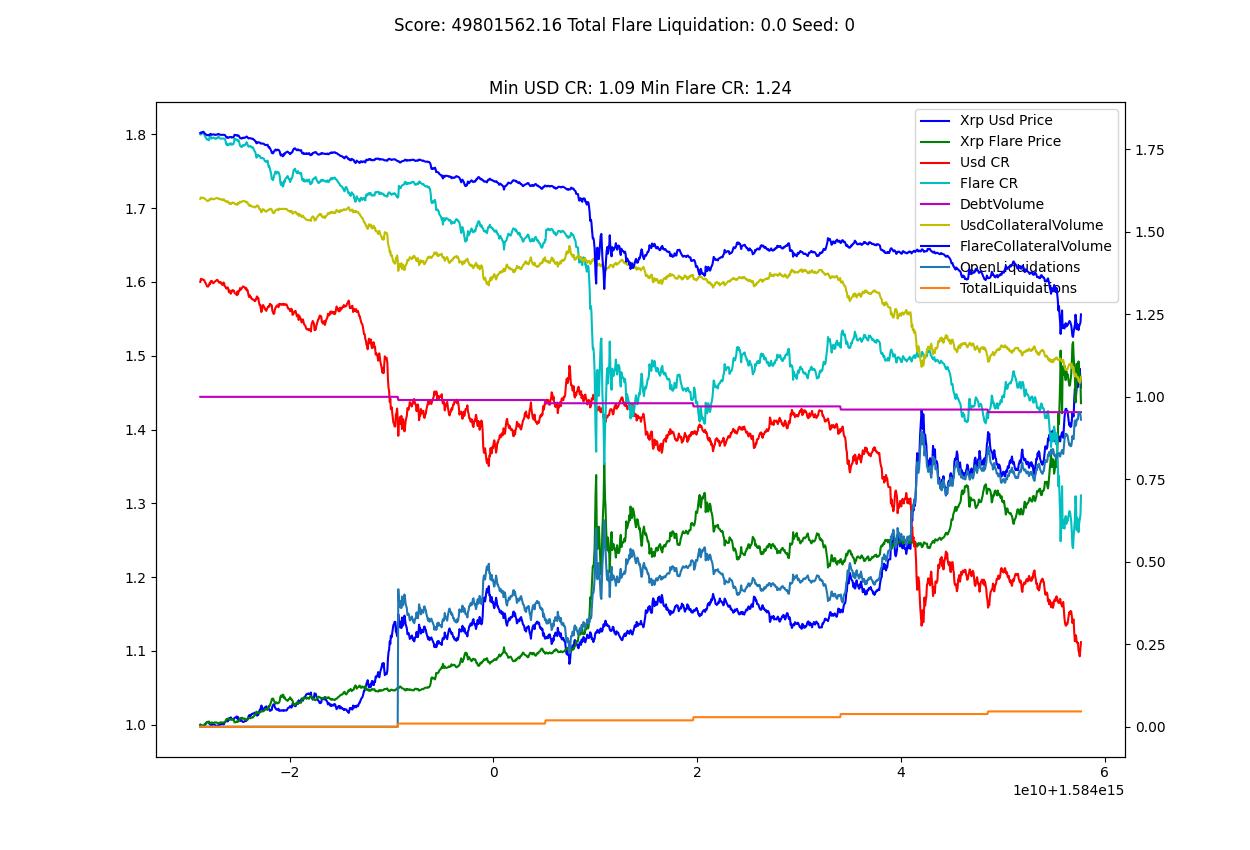 Score: 49801562.16 Total Flare Liquidation: 0.0 Seed: 0
Min USD CR: 1.09 Min Flare CR: 1.24
Xrp Usd Price
Xrp Flare Price
Usd CR
Flare CR
DebtVolume
UsdCollateralVolume
FlareCollateralVolume
OpenLiquidations
TotalLiquidations
1.8
1.7
1.6
1.5
1.4
1.3
1.2
1.1
1.0
1.75
1.50
1.25
1.00
0.75
0.50
0.25
0.00
−2
0
2
4
6
1e10+1.584e15